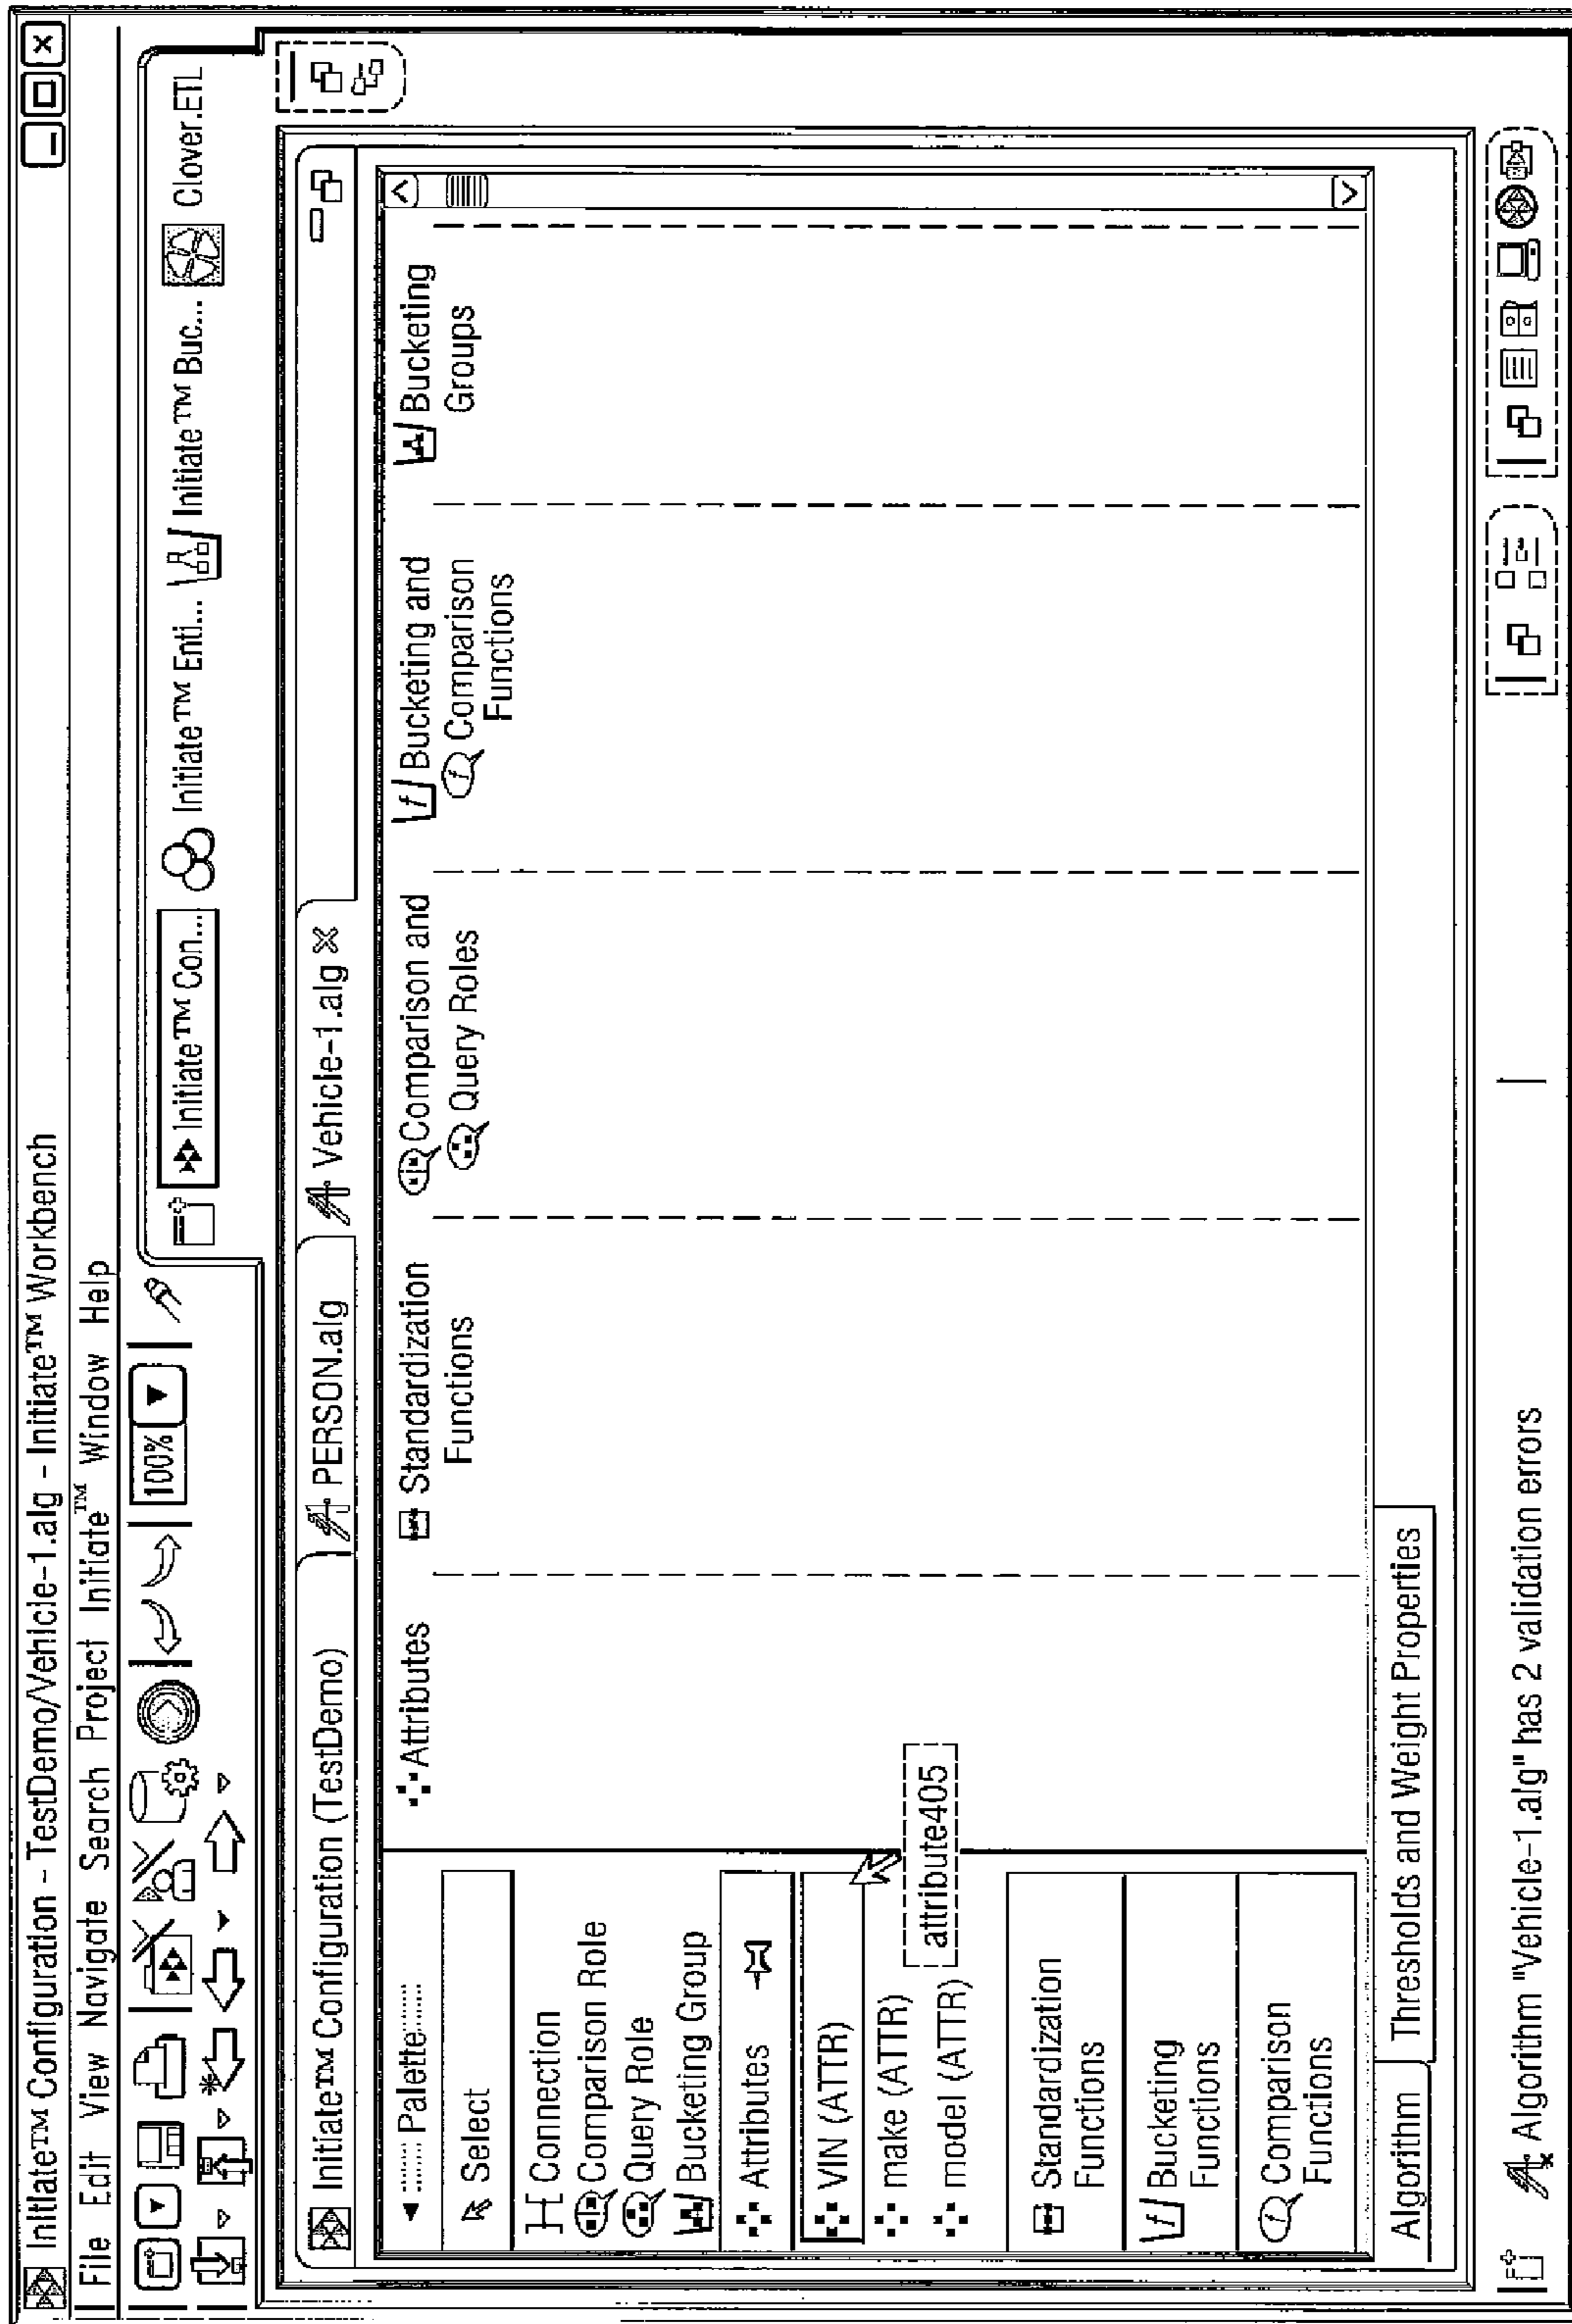 Initiate™ Configuration - TestDemo/Vehicle-1.alg - Initiate™ Workbench
File Edit View Navigate Search Project Initiate™ Window Help
100%
Initiate™ Con... Initiate™ Enti... Initiate™ Buc... Clover.ETL
Initiate™ Configuration (TestDemo) PERSON.alg Vehicle-1.alg
Palette
Select
Connection
Comparison Role
Query Role
Bucketing Group
Attributes
VIN (ATTR)
make (ATTR)
model (ATTR)
attribute405
Standardization
Functions
Bucketing
Functions
Comparison
Functions
Attributes
Standardization
Functions
Comparison and
Query Roles
Bucketing and
Comparison
Functions
Bucketing
Groups
Algorithm Thresholds and Weight Properties
Algorithm "Vehicle-1.alg" has 2 validation errors